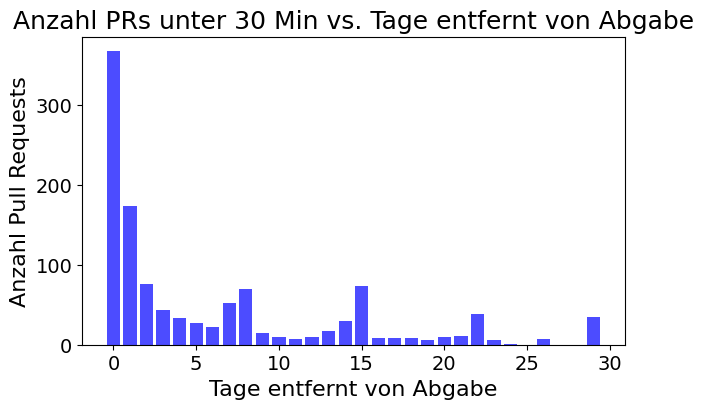 Anzahl PRs unter 30 Min vs. Tage entfernt von Abgabe
Anzahl Pull Requests
300
200
100
0
0 5 10 15 20 25 30
Tage entfernt von Abgabe